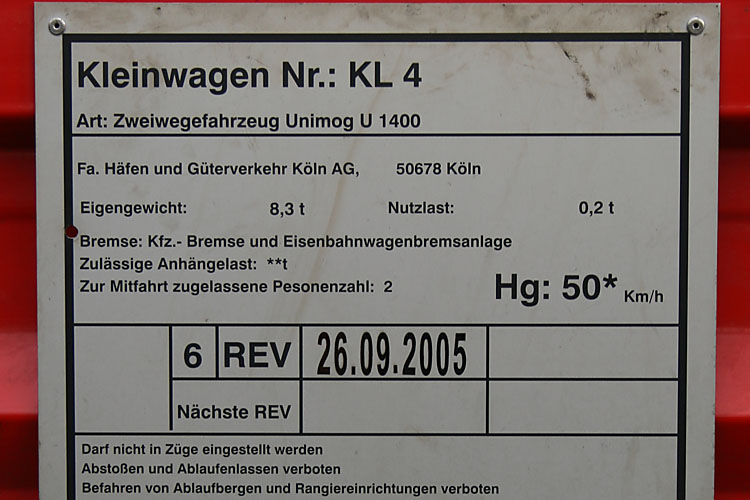 Kleinwagen Nr.: KL 4
Art: Zweiwegefahrzeug Unimog U 1400
Fa. Häfen und Güterverkehr Köln AG, 50678 Köln
Eigengewicht: 8,3 t Nutzlast: 0,2 t
Bremse: Kfz.- Bremse und Eisenbahnwagenbremsanlage
Zulässige Anhängelast: **t
Zur Mitfahrt zugelassene Pesonenzahl: 2
Hg: 50* Km/h
6 REV 26.09.2005
Nächste REV
Darf nicht in Züge eingestellt werden
Abstoßen und Ablaufenlassen verboten
Befahren von Ablaufbergen und Rangiereinrichtungen verboten